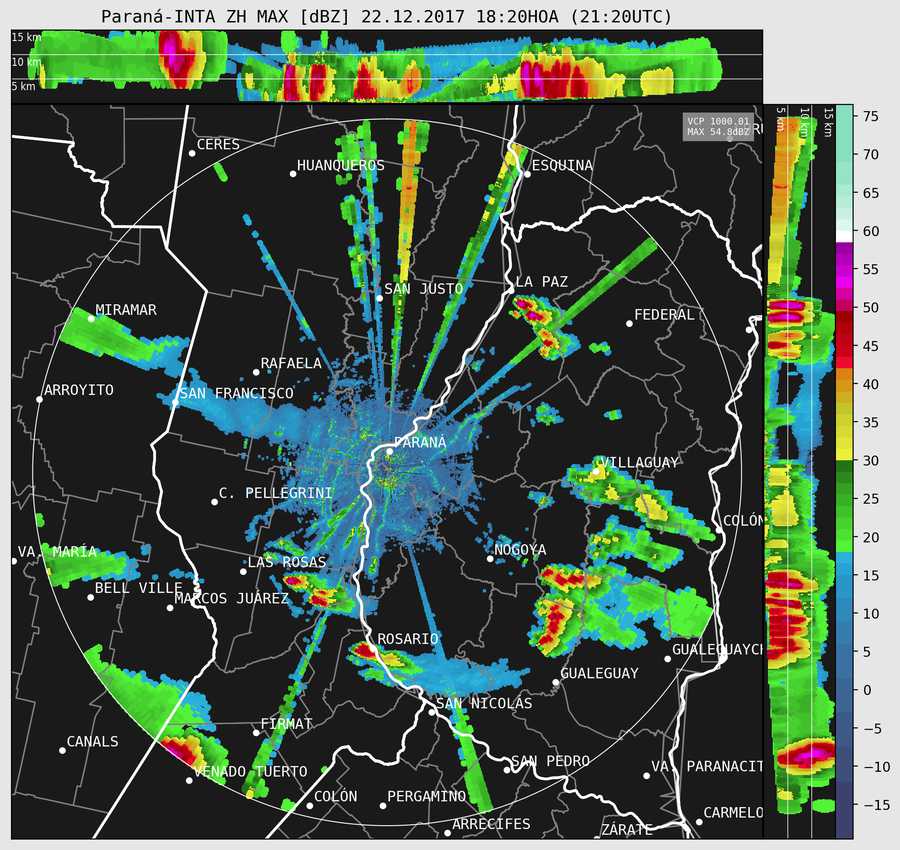 Paraná-INTA ZH MAX [dBZ] 22.12.2017 18:20HOA (21:20UTC)
15 km
10 km
5 km
5 km
10 km
15 km
VCP 1000.01
MAX 54.8dBZ
CERES
HUANQUEROS
ESQUINA
SAN JUSTO
LA PAZ
MIRAMAR
FEDERAL
RAFAELA
ARROYITO
SAN FRANCISCO
PARANÁ
VILLAGUAY
C. PELLEGRINI
COLÓN
VA. MARÍA
NOGOYA
LAS ROSAS
BELL VILLE
MARCOS JUÁREZ
ROSARIO
GUALEGUAYCH
GUALEGUAY
SAN NICOLÁS
FIRMAT
CANALS
SAN PEDRO
VENADO TUERTO
VA. PARANACIT
COLÓN
PERGAMINO
CARMELO
ARRECIFES
ZÁRATE
75
70
65
60
55
50
45
40
35
30
25
20
15
10
5
0
−5
−10
−15